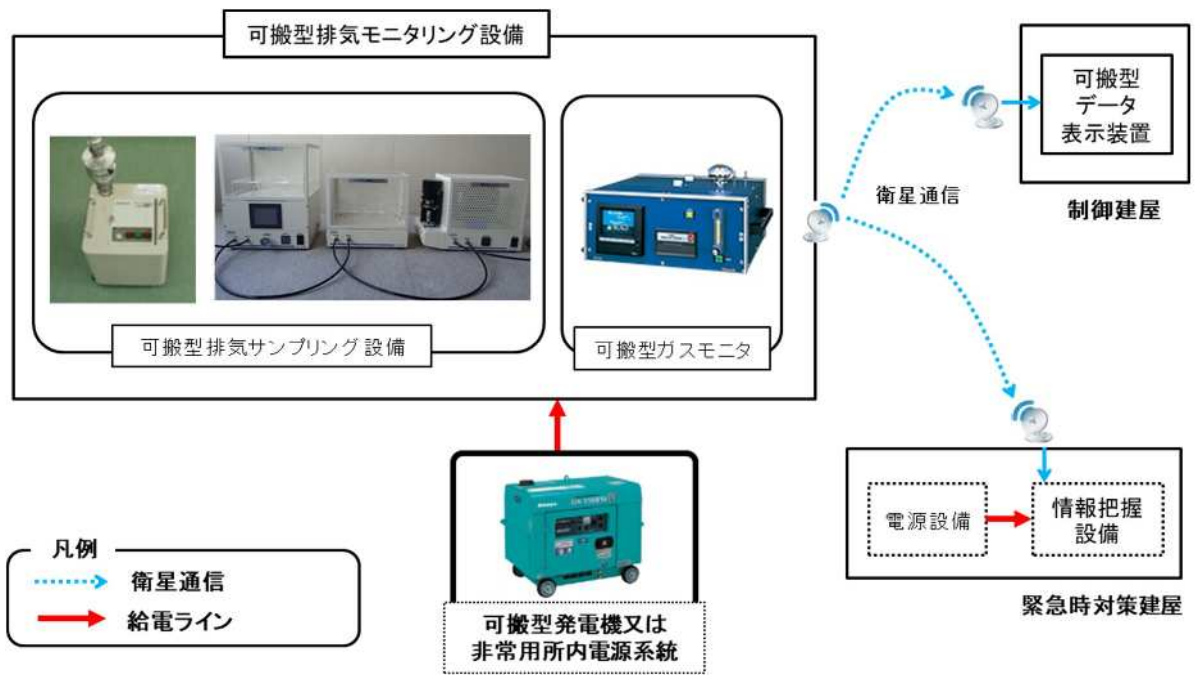 可搬型排気モニタリング設備
可搬型排気サンプリング設備
可搬型ガスモニタ
衛星通信
可搬型
データ
表示装置
制御建屋
電源設備
情報把握
設備
緊急時対策建屋
可搬型発電機又は
非常用所内電源系統
凡例
衛星通信
給電ライン